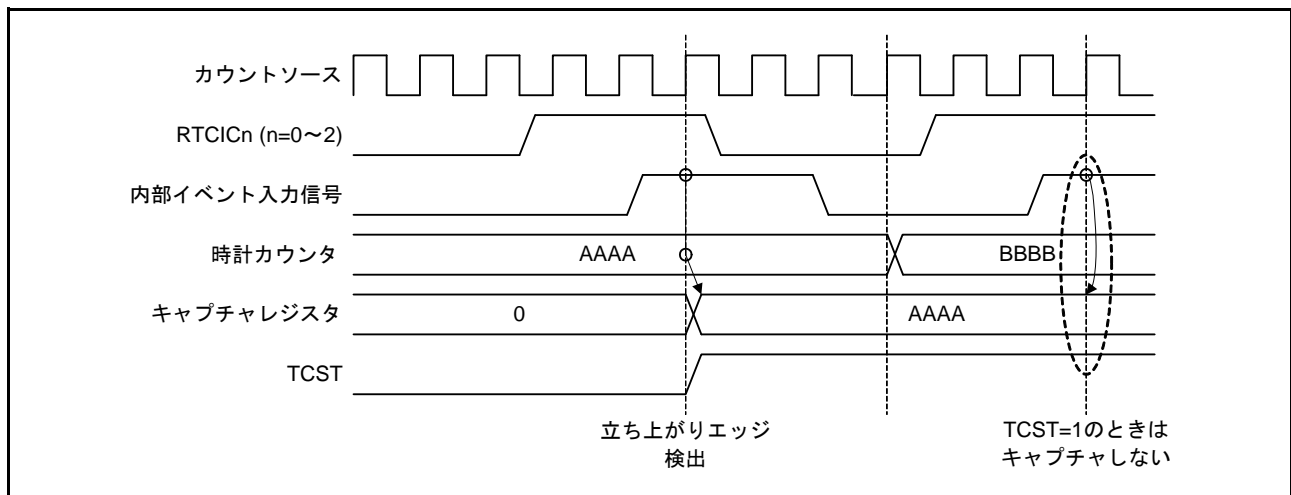 カウントソース
RTCICn (n=0～2)
内部イベント入力信号
時計カウンタ
AAAA
BBBB
キャプチャレジスタ
0
AAAA
TCST
立ち上がりエッジ
検出
TCST=1のときは
キャプチャしない